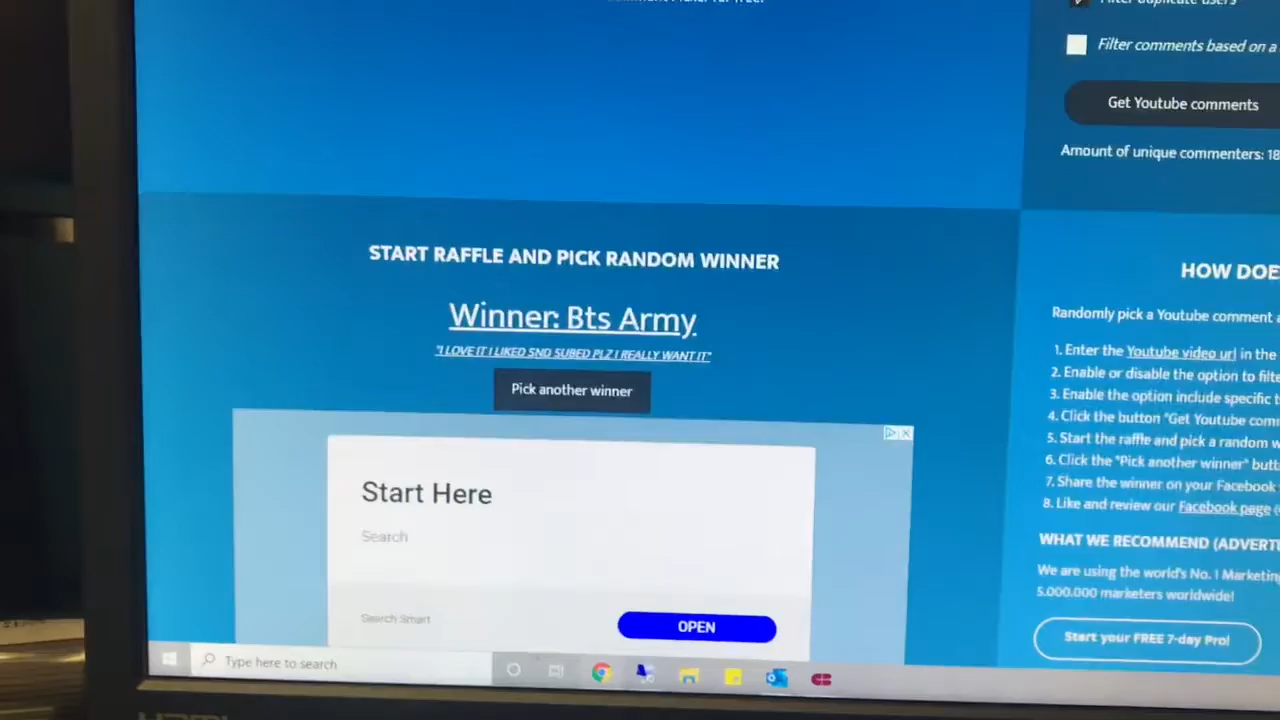 Filter duplicate users
Filter comments based on a
Get Youtube comments
Amount of unique commenters: 18
START RAFFLE AND PICK RANDOM WINNER
Winner: Bts Army
"I LOVE IT I LIKED SND SUBED PLZ I REALLY WANT IT"
Pick another winner
Start Here
Search
Search Smart
OPEN
HOW DOE
Randomly pick a Youtube comment a
1. Enter the Youtube video url in the
2. Enable or disable the option to filte
3. Enable the option include specific t
4. Click the button "Get Youtube com
5. Start the raffle and pick a random w
6. Click the "Pick another winner" butt
7. Share the winner on your Facebook
8. Like and review our Facebook page
WHAT WE RECOMMEND (ADVERTI
We are using the world's No. 1 Marketing
5.000.000 marketers worldwide!
Start your FREE 7-day Pro!
Type here to search